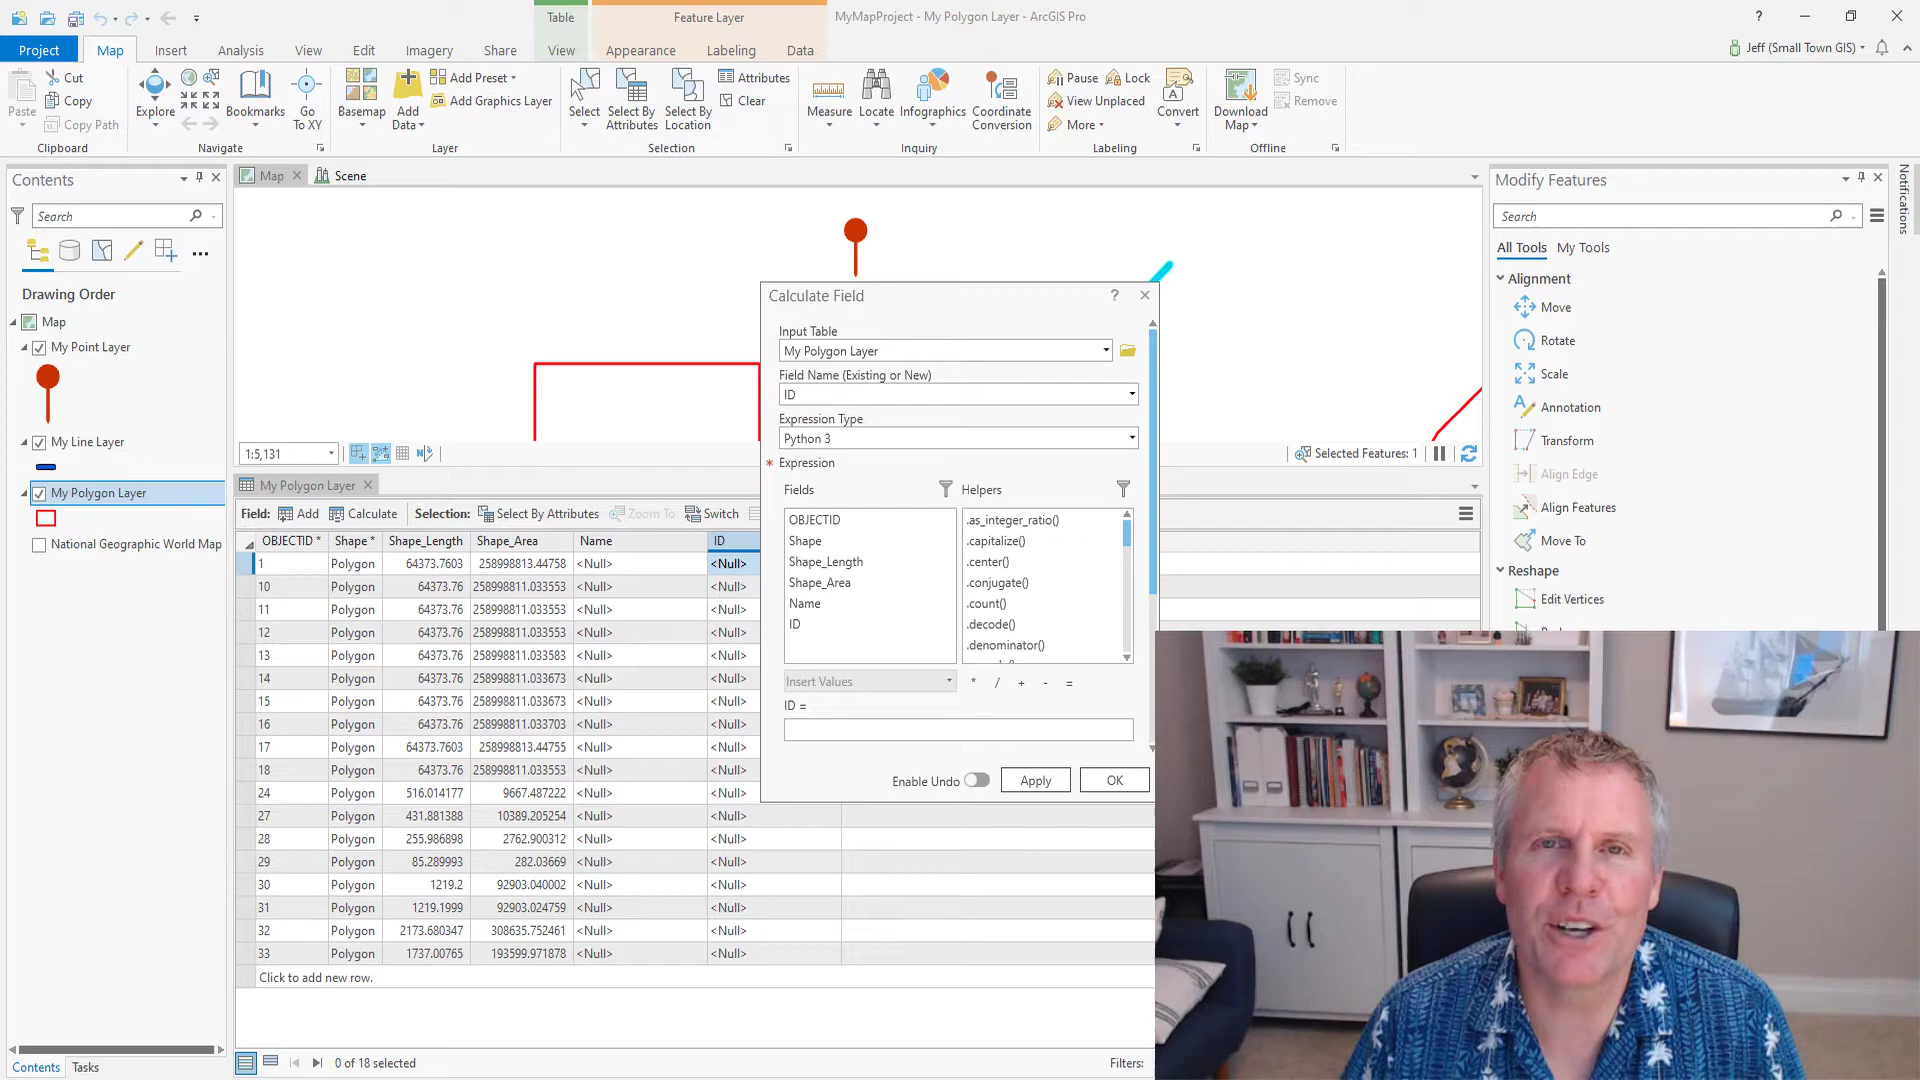 Table
Feature Layer
MyMapProject - My Polygon Layer - ArcGIS Pro
?
Project
Map
Insert
Analysis
View
Edit
Imagery
Share
View
Appearance
Labeling
Data
Jeff (Small Town GIS)
Paste
Cut
Copy
Copy Path
Clipboard
Explore
Bookmarks
Go To XY
Navigate
Basemap
Add Data
Add Preset
Add Graphics Layer
Layer
Select
Select By Attributes
Select By Location
Attributes
Clear
Selection
Measure
Locate
Infographics
Coordinate Conversion
Inquiry
Pause
Lock
View Unplaced
More
Convert
Labeling
Download Map
Sync
Remove
Offline
Contents
Search
Drawing Order
Map
My Point Layer
My Line Layer
My Polygon Layer
National Geographic World Map
Contents
Tasks
Map
Scene
1:5,131
Selected Features: 1
My Polygon Layer
Field:
Add
Calculate
Selection:
Select By Attributes
Zoom To
Switch
OBJECTID *
Shape *
Shape_Length
Shape_Area
Name
ID
1 Polygon 64373.7603 258998813.44758 <Null> <Null>
10 Polygon 64373.76 258998811.033553 <Null> <Null>
11 Polygon 64373.76 258998811.033553 <Null> <Null>
12 Polygon 64373.76 258998811.033553 <Null> <Null>
13 Polygon 64373.76 258998811.033583 <Null> <Null>
14 Polygon 64373.76 258998811.033673 <Null> <Null>
15 Polygon 64373.76 258998811.033673 <Null> <Null>
16 Polygon 64373.76 258998811.033703 <Null> <Null>
17 Polygon 64373.7603 258998813.44755 <Null> <Null>
18 Polygon 64373.76 258998811.033553 <Null> <Null>
24 Polygon 516.014177 9667.487222 <Null> <Null>
27 Polygon 431.881388 10389.205254 <Null> <Null>
28 Polygon 255.986898 2762.900312 <Null> <Null>
29 Polygon 85.289993 282.03669 <Null> <Null>
30 Polygon 1219.2 92903.040002 <Null> <Null>
31 Polygon 1219.1999 92903.024759 <Null> <Null>
32 Polygon 2173.680347 308635.752461 <Null> <Null>
33 Polygon 1737.00765 193599.971878 <Null> <Null>
Click to add new row.
0 of 18 selected
Filters:
Calculate Field
?
Input Table
My Polygon Layer
Field Name (Existing or New)
ID
Expression Type
Python 3
* Expression
Fields
Helpers
OBJECTID
Shape
Shape_Length
Shape_Area
Name
ID
.as_integer_ratio()
.capitalize()
.center()
.conjugate()
.count()
.decode()
.denominator()
Insert Values
* / + - =
ID =
Enable Undo
Apply
OK
Modify Features
Search
All Tools
My Tools
Alignment
Move
Rotate
Scale
Annotation
Transform
Align Edge
Align Features
Move To
Reshape
Edit Vertices
Notifications